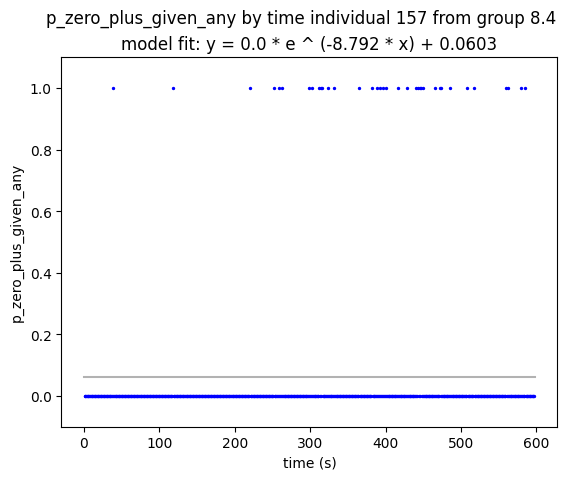 p_zero_plus_given_any by time individual 157 from group 8.4
model fit: y = 0.0 * e ^ (-8.792 * x) + 0.0603
p_zero_plus_given_any
1.0
0.8
0.6
0.4
0.2
0.0
0 100 200 300 400 500 600
time (s)